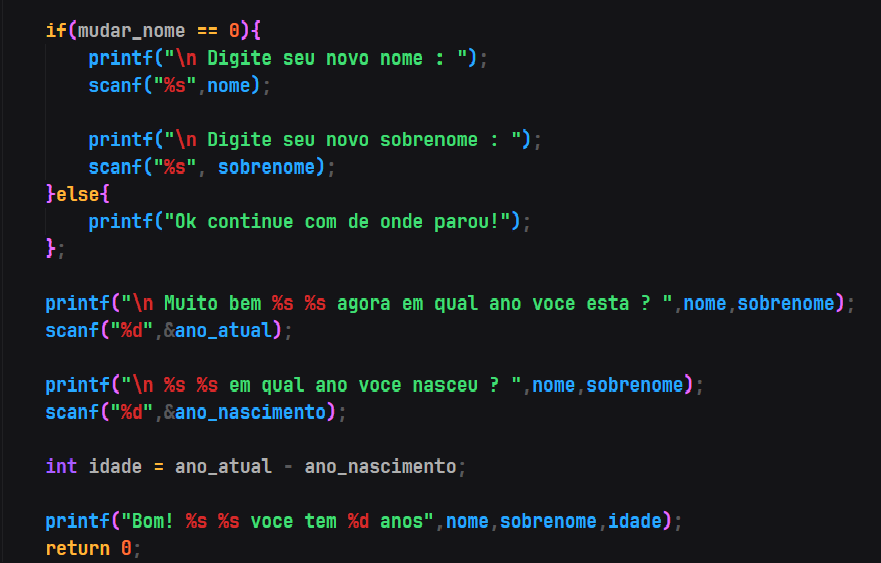 if(mudar_nome == 0){
    printf("\n Digite seu novo nome : ");
    scanf("%s",nome);

    printf("\n Digite seu novo sobrenome : ");
    scanf("%s", sobrenome);
}else{
    printf("Ok continue com de onde parou!");
};

printf("\n Muito bem %s %s agora em qual ano voce esta ? ",nome,sobrenome);
scanf("%d",&ano_atual);

printf("\n %s %s em qual ano voce nasceu ? ",nome,sobrenome);
scanf("%d",&ano_nascimento);

int idade = ano_atual - ano_nascimento;

printf("Bom! %s %s voce tem %d anos",nome,sobrenome,idade);
return 0;